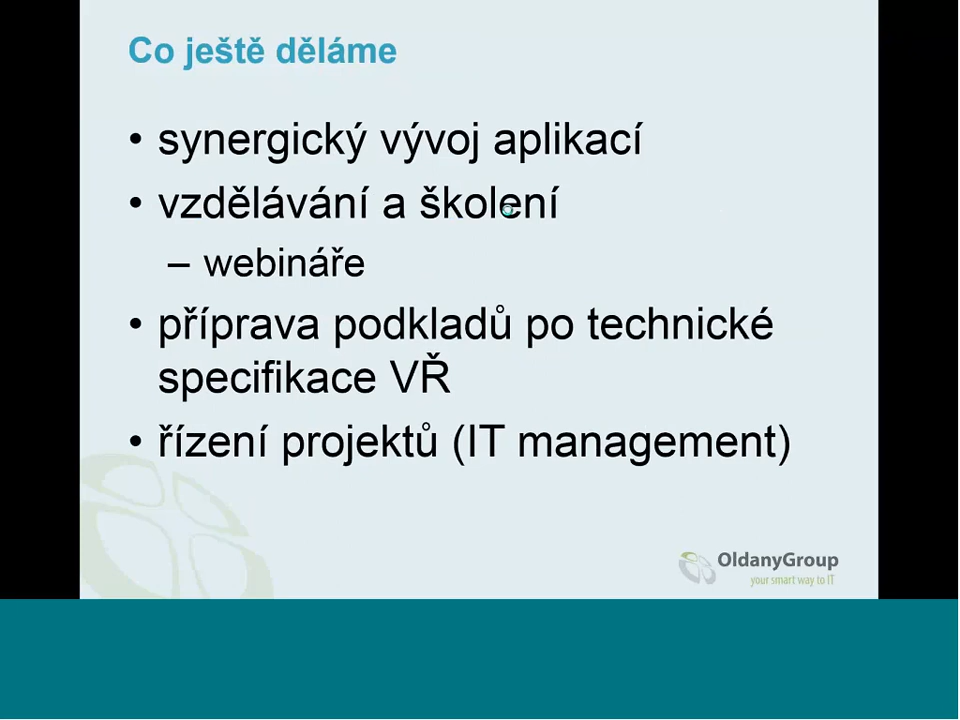 Co ještě děláme
• synergický vývoj aplikací
• vzdělávání a školení
– webináře
• příprava podkladů po technické
specifikace VŘ
• řízení projektů (IT management)
OldanyGroup
your smart way to IT